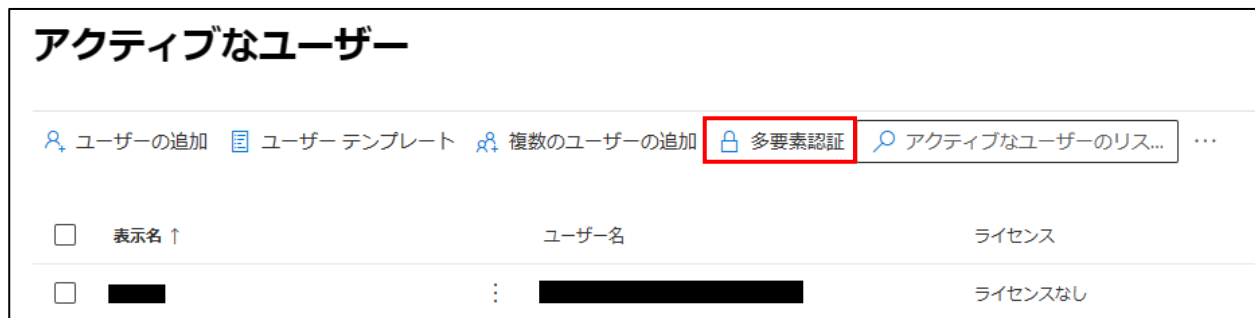 アクティブなユーザー
ユーザーの追加 ユーザー テンプレート 複数のユーザーの追加 多要素認証 アクティブなユーザーのリス... ...
表示名 ↑ ユーザー名 ライセンス
ライセンスなし